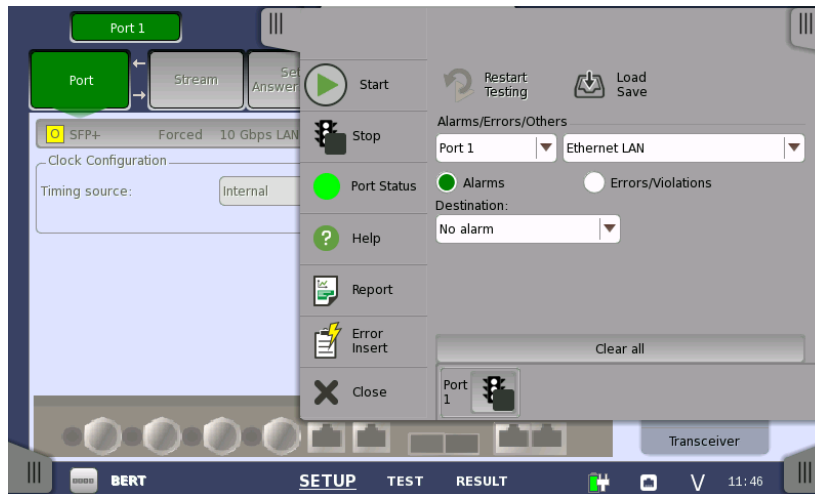 Port 1
Port
Stream
Answer
O SFP+ Forced 10 Gbps LAN
Clock Configuration
Timing source: Internal
Start
Stop
Port Status
Help
Report
Error
Insert
Close
Restart
Testing
Load
Save
Alarms/Errors/Others
Port 1
Ethernet LAN
Alarms
Errors/Violations
Destination:
No alarm
Clear all
Port
1
Transceiver
BERT
SETUP
TEST
RESULT
V
11:46